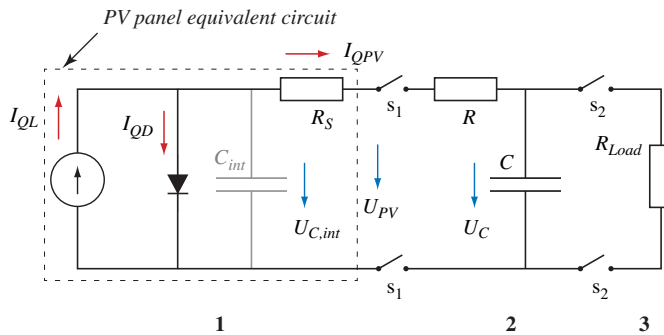 PV panel equivalent circuit
I_QPV
I_QL
I_QD
R_S
s_1
R
s_2
C_int
C
R_Load
U_C,int
U_PV
U_C
s_1
s_2
1
2
3